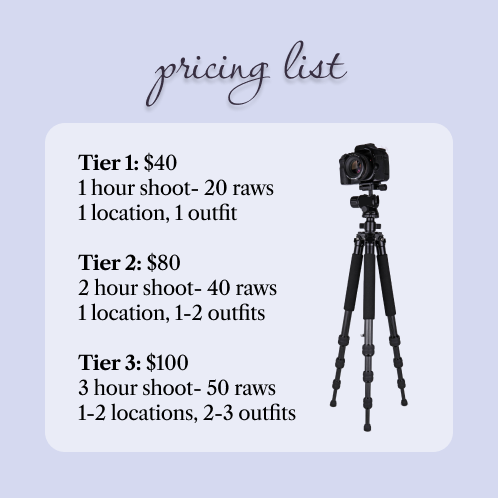 pricing list
Tier 1: $40
1 hour shoot- 20 raws
1 location, 1 outfit
Tier 2: $80
2 hour shoot- 40 raws
1 location, 1-2 outfits
Tier 3: $100
3 hour shoot- 50 raws
1-2 locations, 2-3 outfits